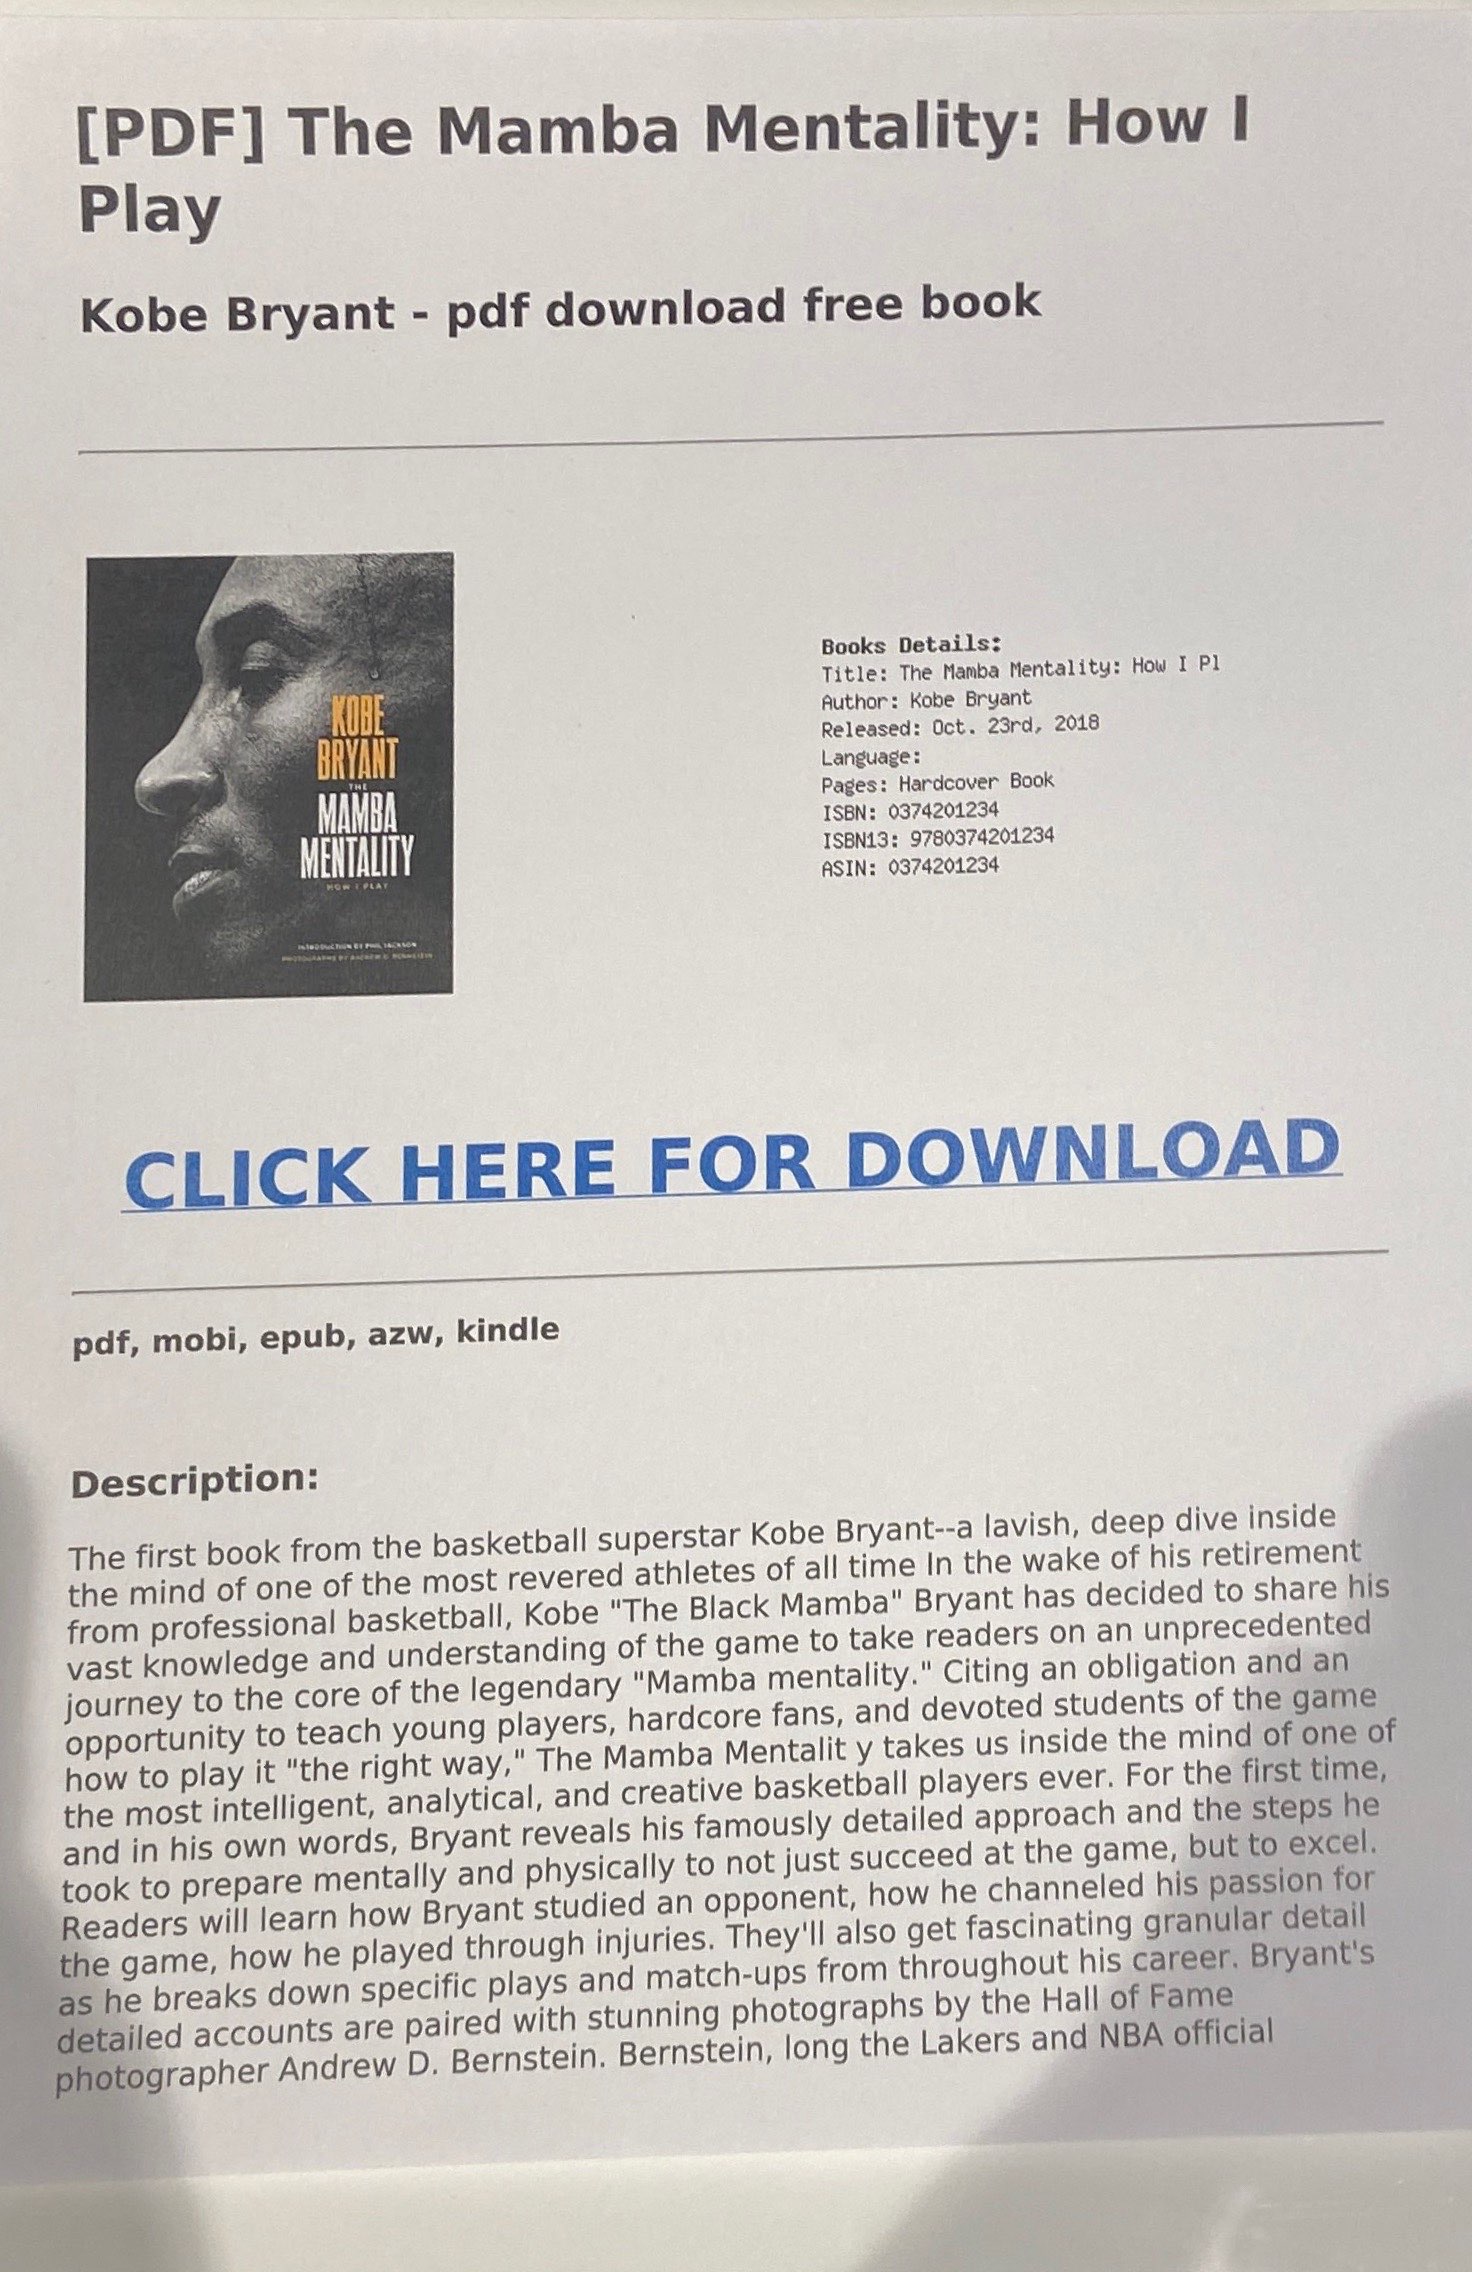 [PDF] The Mamba Mentality: How I
Play
Kobe Bryant - pdf download free book
KOBE
BRYANT
THE
MAMBA
MENTALITY
HOW I PLAY
INTRODUCTION BY PHIL JACKSON
PHOTOGRAPHS BY ANDREW D. BERNSTEIN
Books Details:
Title: The Mamba Mentality: How I Pl
Author: Kobe Bryant
Released: Oct. 23rd, 2018
Language:
Pages: Hardcover Book
ISBN: 0374201234
ISBN13: 9780374201234
ASIN: 0374201234
CLICK HERE FOR DOWNLOAD
pdf, mobi, epub, azw, kindle
Description:
The first book from the basketball superstar Kobe Bryant--a lavish, deep dive inside
the mind of one of the most revered athletes of all time In the wake of his retirement
from professional basketball, Kobe "The Black Mamba" Bryant has decided to share his
vast knowledge and understanding of the game to take readers on an unprecedented
journey to the core of the legendary "Mamba mentality." Citing an obligation and an
opportunity to teach young players, hardcore fans, and devoted students of the game
how to play it "the right way," The Mamba Mentalit y takes us inside the mind of one of
the most intelligent, analytical, and creative basketball players ever. For the first time,
and in his own words, Bryant reveals his famously detailed approach and the steps he
took to prepare mentally and physically to not just succeed at the game, but to excel.
Readers will learn how Bryant studied an opponent, how he channeled his passion for
the game, how he played through injuries. They'll also get fascinating granular detail
as he breaks down specific plays and match-ups from throughout his career. Bryant's
detailed accounts are paired with stunning photographs by the Hall of Fame
photographer Andrew D. Bernstein. Bernstein, long the Lakers and NBA official